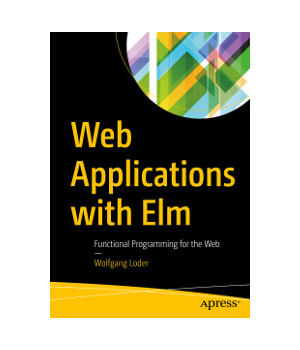 Web
Applications
with Elm
Functional Programming for the Web
Wolfgang Loder
Apress®